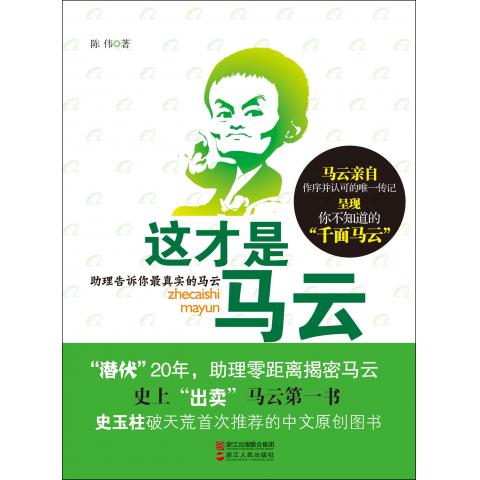 陈 伟 著
马云亲自
作序并认可的唯一传记
呈现
你不知道的
“千面马云”
这才是
助理告诉你最真实的马云
zhecaishi
mayun
马云
“潜伏”20年，助理零距离揭密马云
史上“出卖”马云第一书
史玉柱破天荒首次推荐的中文原创图书
浙江出版联合集团
浙江人民出版社